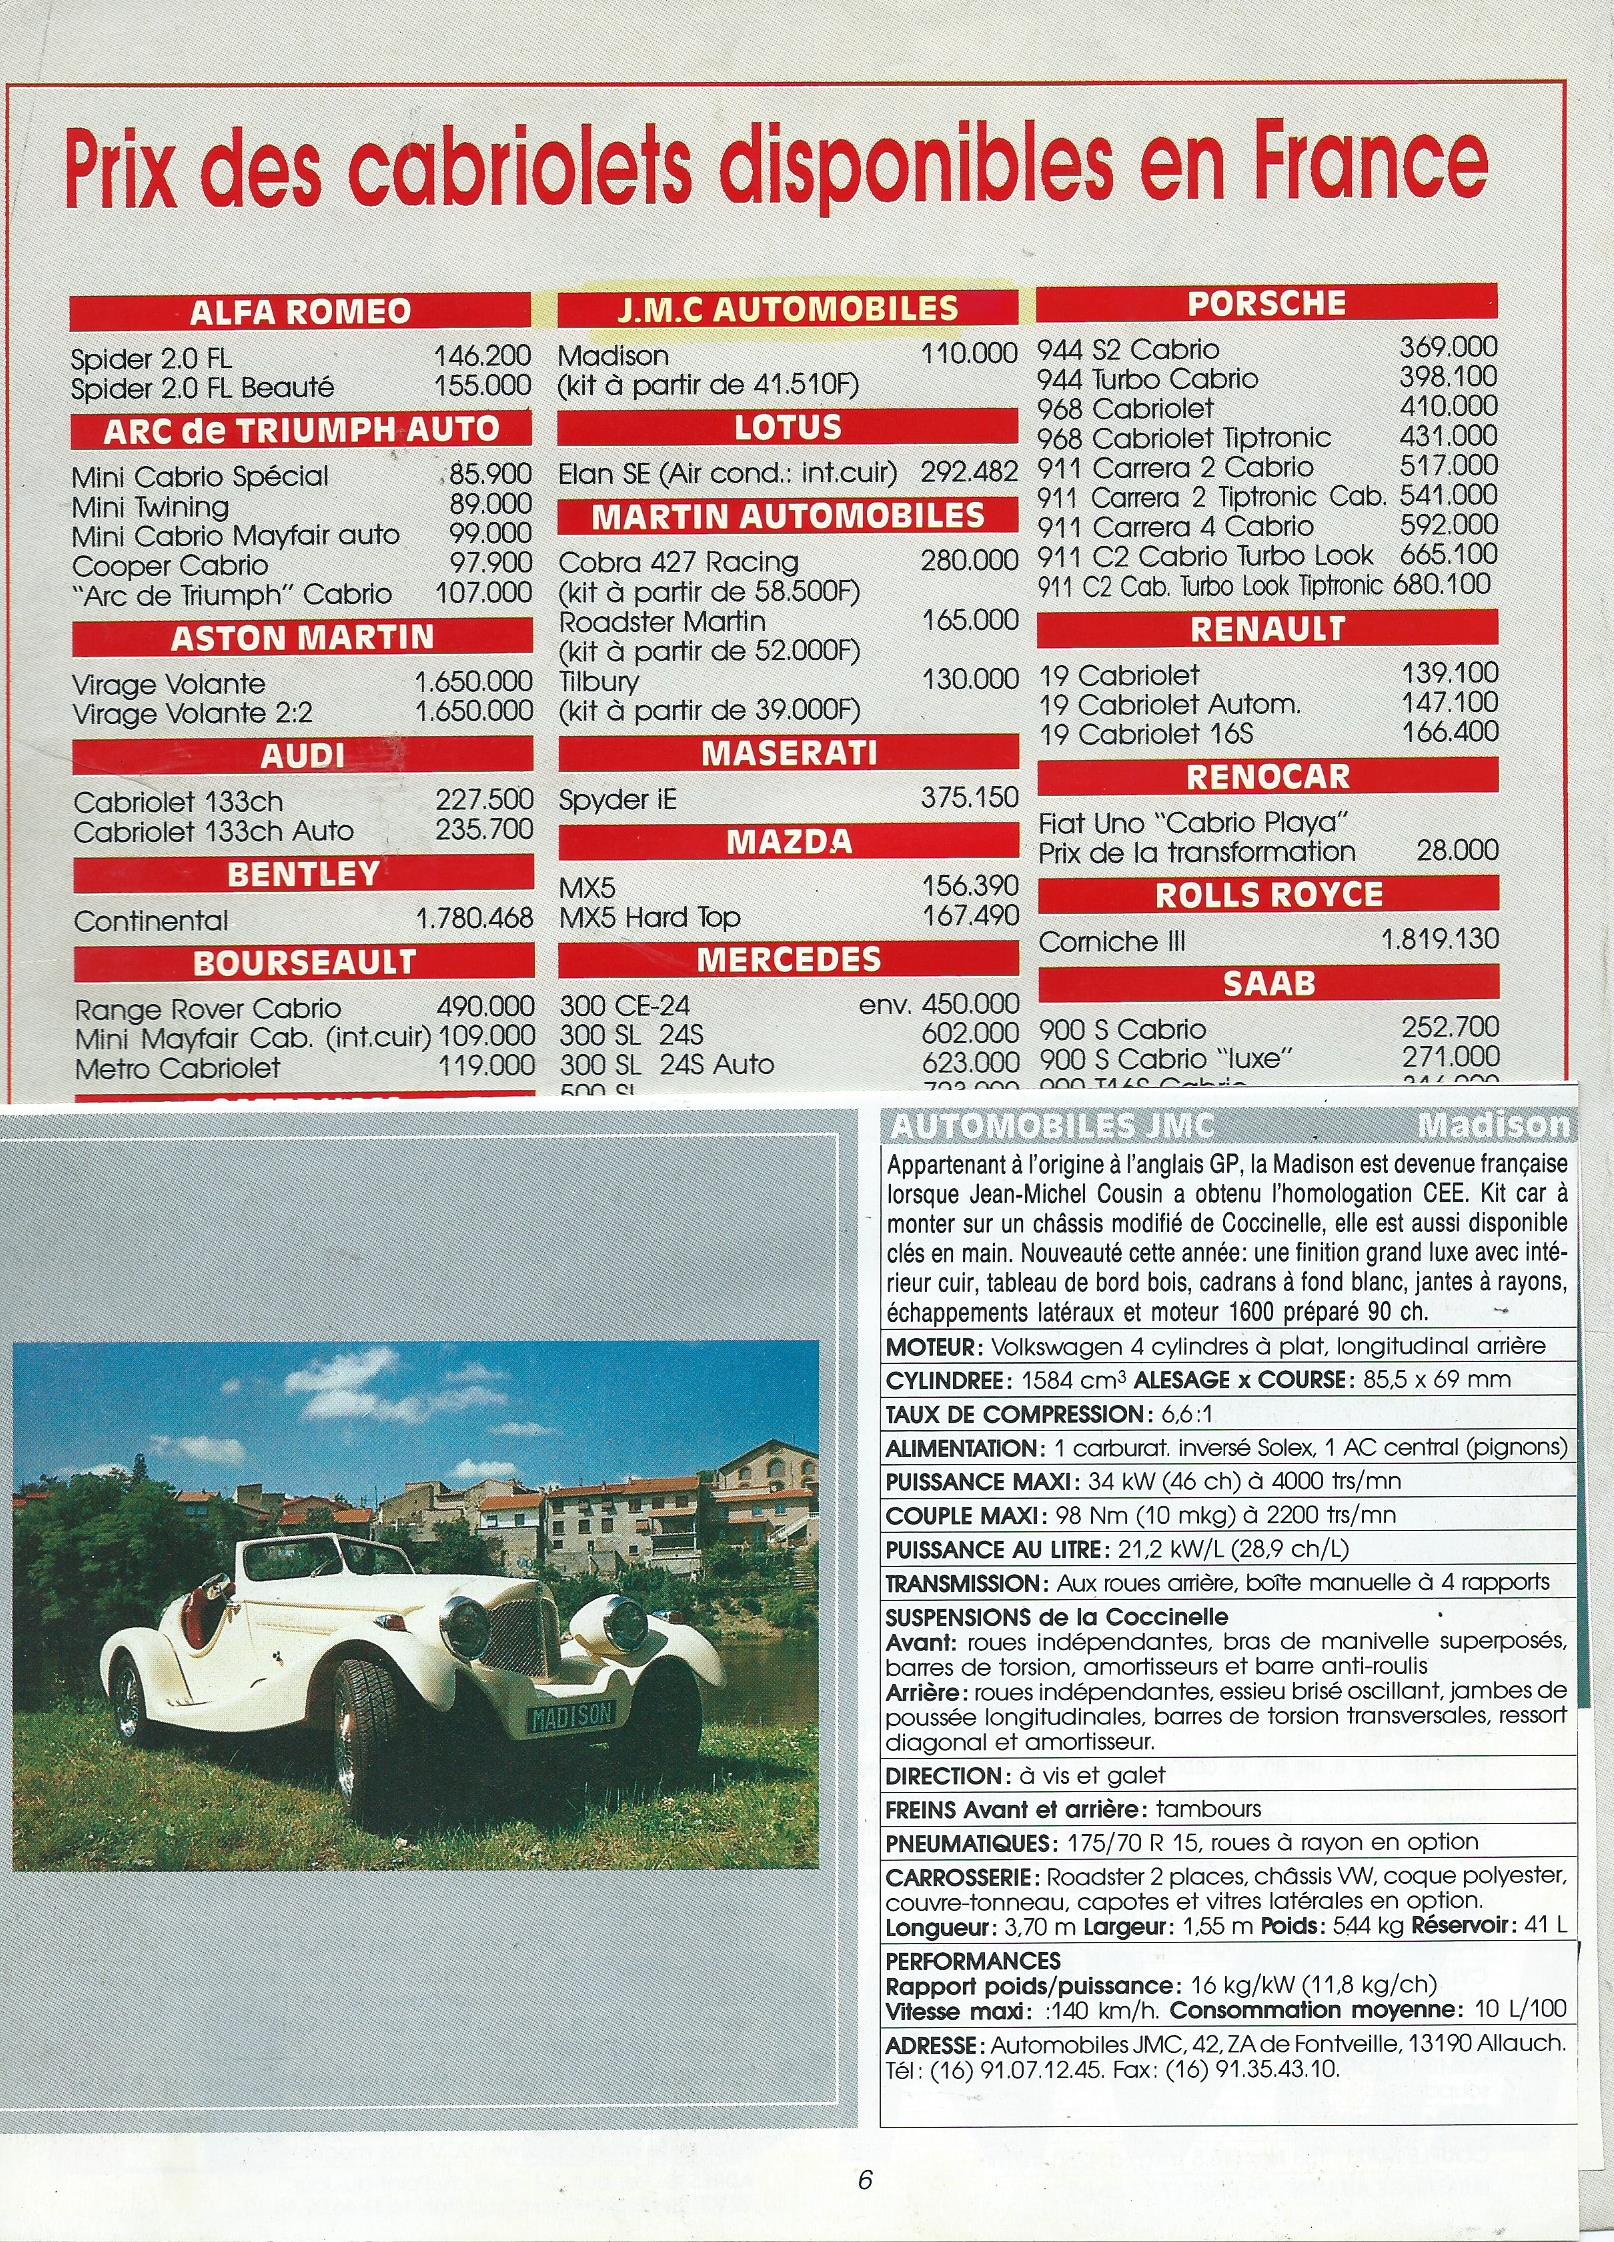 Prix des cabriolets disponibles en France
ALFA ROMEO
Spider 2.0 FL 146.200
Spider 2.0 FL Beauté 155.000
ARC de TRIUMPH AUTO
Mini Cabrio Spécial 85.900
Mini Twining 89.000
Mini Cabrio Mayfair auto 99.000
Cooper Cabrio 97.900
"Arc de Triumph" Cabrio 107.000
ASTON MARTIN
Virage Volante 1.650.000
Virage Volante 2:2 1.650.000
AUDI
Cabriolet 133ch 227.500
Cabriolet 133ch Auto 235.700
BENTLEY
Continental 1.780.468
BOURSEAULT
Range Rover Cabrio 490.000
Mini Mayfair Cab. (int.cuir) 109.000
Metro Cabriolet 119.000
J.M.C AUTOMOBILES
Madison 110.000
(kit à partir de 41.510F)
LOTUS
Elan SE (Air cond.: int.cuir) 292.482
MARTIN AUTOMOBILES
Cobra 427 Racing 280.000
(kit à partir de 58.500F)
Roadster Martin 165.000
(kit à partir de 52.000F)
Tilbury 130.000
(kit à partir de 39.000F)
MASERATI
Spyder iE 375.150
MAZDA
MX5 156.390
MX5 Hard Top 167.490
MERCEDES
300 CE-24 env. 450.000
300 SL 24S 602.000
300 SL 24S Auto 623.000
500 SL
PORSCHE
944 S2 Cabrio 369.000
944 Turbo Cabrio 398.100
968 Cabriolet 410.000
968 Cabriolet Tiptronic 431.000
911 Carrera 2 Cabrio 517.000
911 Carrera 2 Tiptronic Cab. 541.000
911 Carrera 4 Cabrio 592.000
911 C2 Cabrio Turbo Look 665.100
911 C2 Cab. Turbo Look Tiptronic 680.100
RENAULT
19 Cabriolet 139.100
19 Cabriolet Autom. 147.100
19 Cabriolet 16S 166.400
RENOCAR
Fiat Uno "Cabrio Playa"
Prix de la transformation 28.000
ROLLS ROYCE
Corniche III 1.819.130
SAAB
900 S Cabrio 252.700
900 S Cabrio "luxe" 271.000
MADISON
AUTOMOBILES JMC Madison
Appartenant à l'origine à l'anglais GP, la Madison est devenue française
lorsque Jean-Michel Cousin a obtenu l'homologation CEE. Kit car à
monter sur un châssis modifié de Coccinelle, elle est aussi disponible
clés en main. Nouveauté cette année: une finition grand luxe avec inté-
rieur cuir, tableau de bord bois, cadrans à fond blanc, jantes à rayons,
échappements latéraux et moteur 1600 préparé 90 ch.
MOTEUR: Volkswagen 4 cylindres à plat, longitudinal arrière
CYLINDREE: 1584 cm³ ALESAGE x COURSE: 85,5 x 69 mm
TAUX DE COMPRESSION: 6,6:1
ALIMENTATION: 1 carburat. inversé Solex, 1 AC central (pignons)
PUISSANCE MAXI: 34 kW (46 ch) à 4000 trs/mn
COUPLE MAXI: 98 Nm (10 mkg) à 2200 trs/mn
PUISSANCE AU LITRE: 21,2 kW/L (28,9 ch/L)
TRANSMISSION: Aux roues arrière, boîte manuelle à 4 rapports
SUSPENSIONS de la Coccinelle
Avant: roues indépendantes, bras de manivelle superposés,
barres de torsion, amortisseurs et barre anti-roulis
Arrière: roues indépendantes, essieu brisé oscillant, jambes de
poussée longitudinales, barres de torsion transversales, ressort
diagonal et amortisseur.
DIRECTION: à vis et galet
FREINS Avant et arrière: tambours
PNEUMATIQUES: 175/70 R 15, roues à rayon en option
CARROSSERIE: Roadster 2 places, châssis VW, coque polyester,
couvre-tonneau, capotes et vitres latérales en option.
Longueur: 3,70 m Largeur: 1,55 m Poids: 544 kg Réservoir: 41 L
PERFORMANCES
Rapport poids/puissance: 16 kg/kW (11,8 kg/ch)
Vitesse maxi: :140 km/h. Consommation moyenne: 10 L/100
ADRESSE: Automobiles JMC, 42, ZA de Fontveille, 13190 Allauch.
Tél: (16) 91.07.12.45. Fax: (16) 91.35.43.10.
6